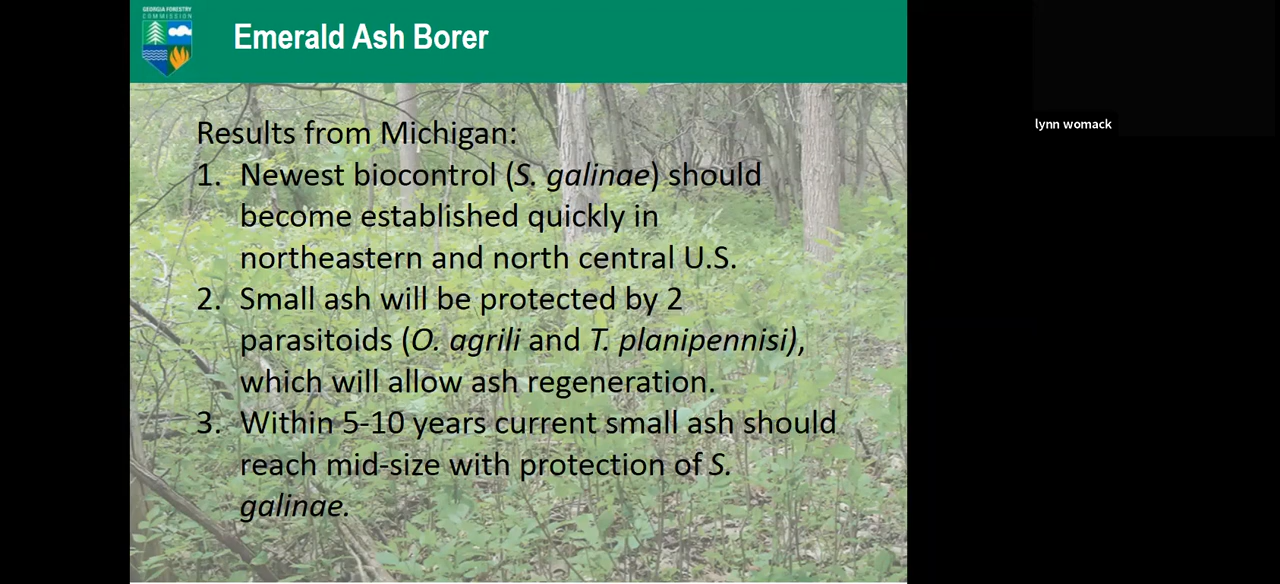 GEORGIA FORESTRY
COMMISSION
Emerald Ash Borer
lynn womack
Results from Michigan:
1. Newest biocontrol (S. galinae) should
become established quickly in
northeastern and north central U.S.
2. Small ash will be protected by 2
parasitoids (O. agrili and T. planipennisi),
which will allow ash regeneration.
3. Within 5-10 years current small ash should
reach mid-size with protection of S.
galinae.